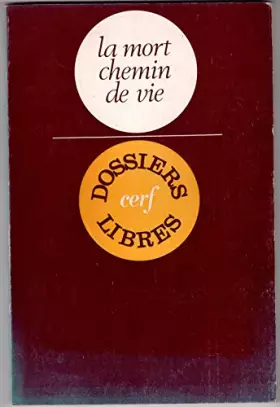 la mort
chemin
de vie
DOSSIERS
cerf
LIBRES